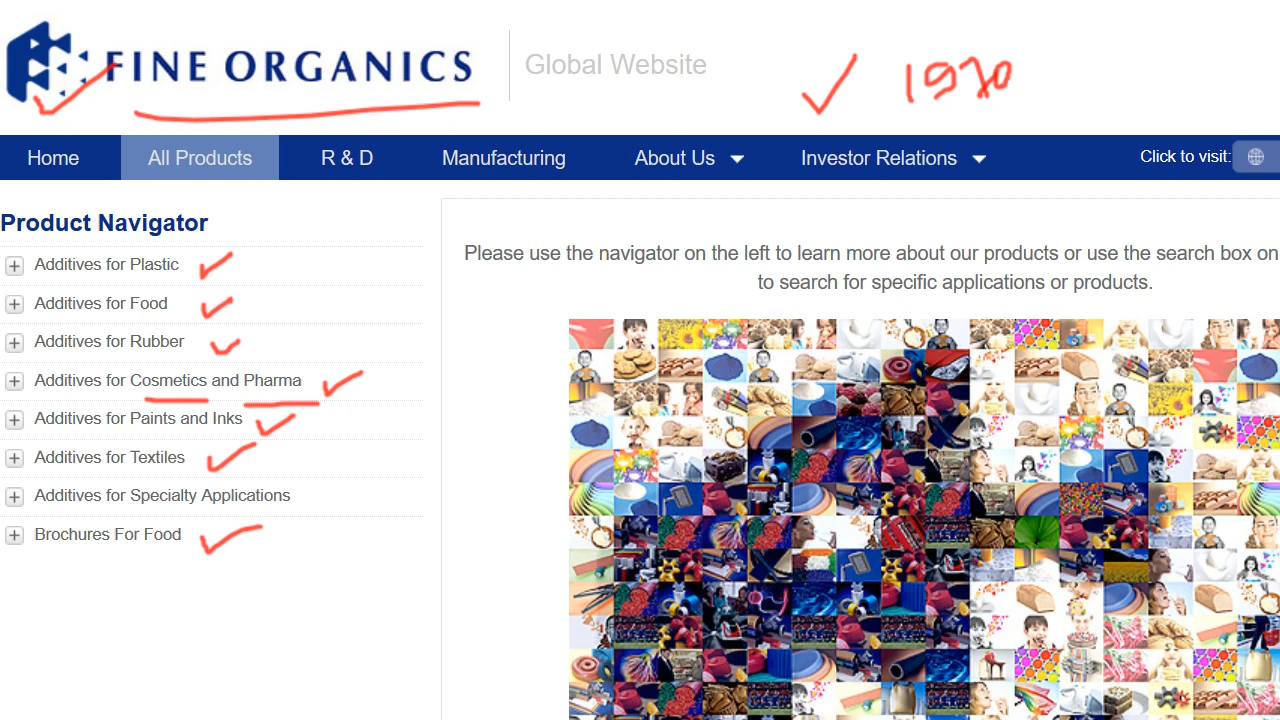 FINE ORGANICS
Global Website
1970
Home
All Products
R & D
Manufacturing
About Us
Investor Relations
Click to visit:
Product Navigator
Additives for Plastic
Additives for Food
Additives for Rubber
Additives for Cosmetics and Pharma
Additives for Paints and Inks
Additives for Textiles
Additives for Specialty Applications
Brochures For Food
Please use the navigator on the left to learn more about our products or use the search box on
to search for specific applications or products.